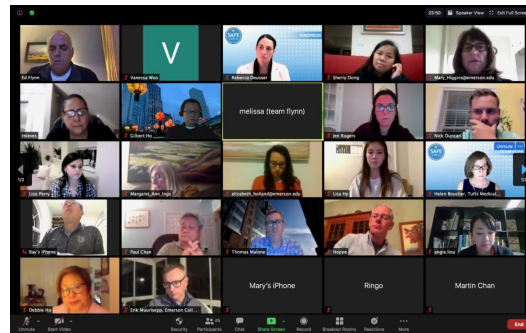 23:50 Speaker View Exit Full Screen
SAFE
Ed Flynn
V
Vanessa Woo
Rebecca Deusser
Sherry Dong
Mary_Higgins@emerson.edu
Gilbert Ho
melissa (team flynn)
Jen Rogers
Nick Duncan
Unmute
SAFE
1/2
Liza Perry
Margaret_Ann_Ings
elizabeth_holland@emerson.edu
Lisa Hy
Helen Boucher, Tufts Medical...
Ray's iPhone
Paul Chan
Thomas Malone
Hoppe
angie.liou
Debbie Ho
Erik Muurisepp, Emerson Coll...
Mary's iPhone
Ringo
Martin Chan
Unmute
Start Video
Security
Participants
Chat
Share Screen
Record
Breakout Rooms
Reactions
More
End